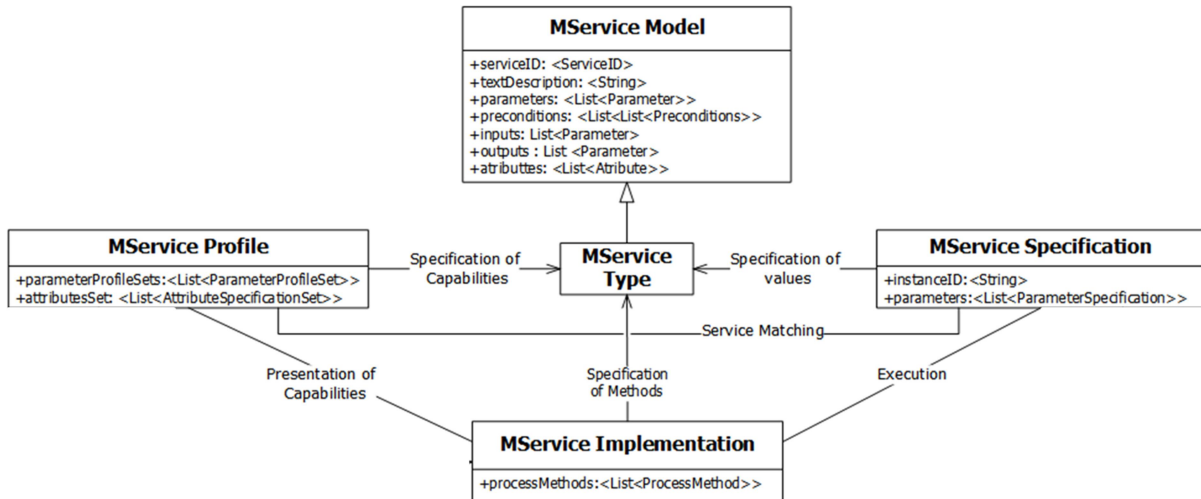 MService Model
+serviceID: <ServiceID>
+textDescription: <String>
+parameters: <List<Parameter>>
+preconditions: <List<List<Preconditions>>
+inputs: List<Parameter>
+outputs : List <Parameter>
+atributtes: <List<Atribute>>
MService Profile
+parameterProfileSets:<List<ParameterProfileSet>>
+attributesSet: <List<AttributeSpecificationSet>>
Specification of
Capabilities
MService
Type
Specification of
values
MService Specification
+instanceID:<String>
+parameters:<List<ParameterSpecification>>
Service Matching
Presentation of
Capabilities
Specification
of Methods
Execution
MService Implementation
+processMethods:<List<ProcessMethod>>